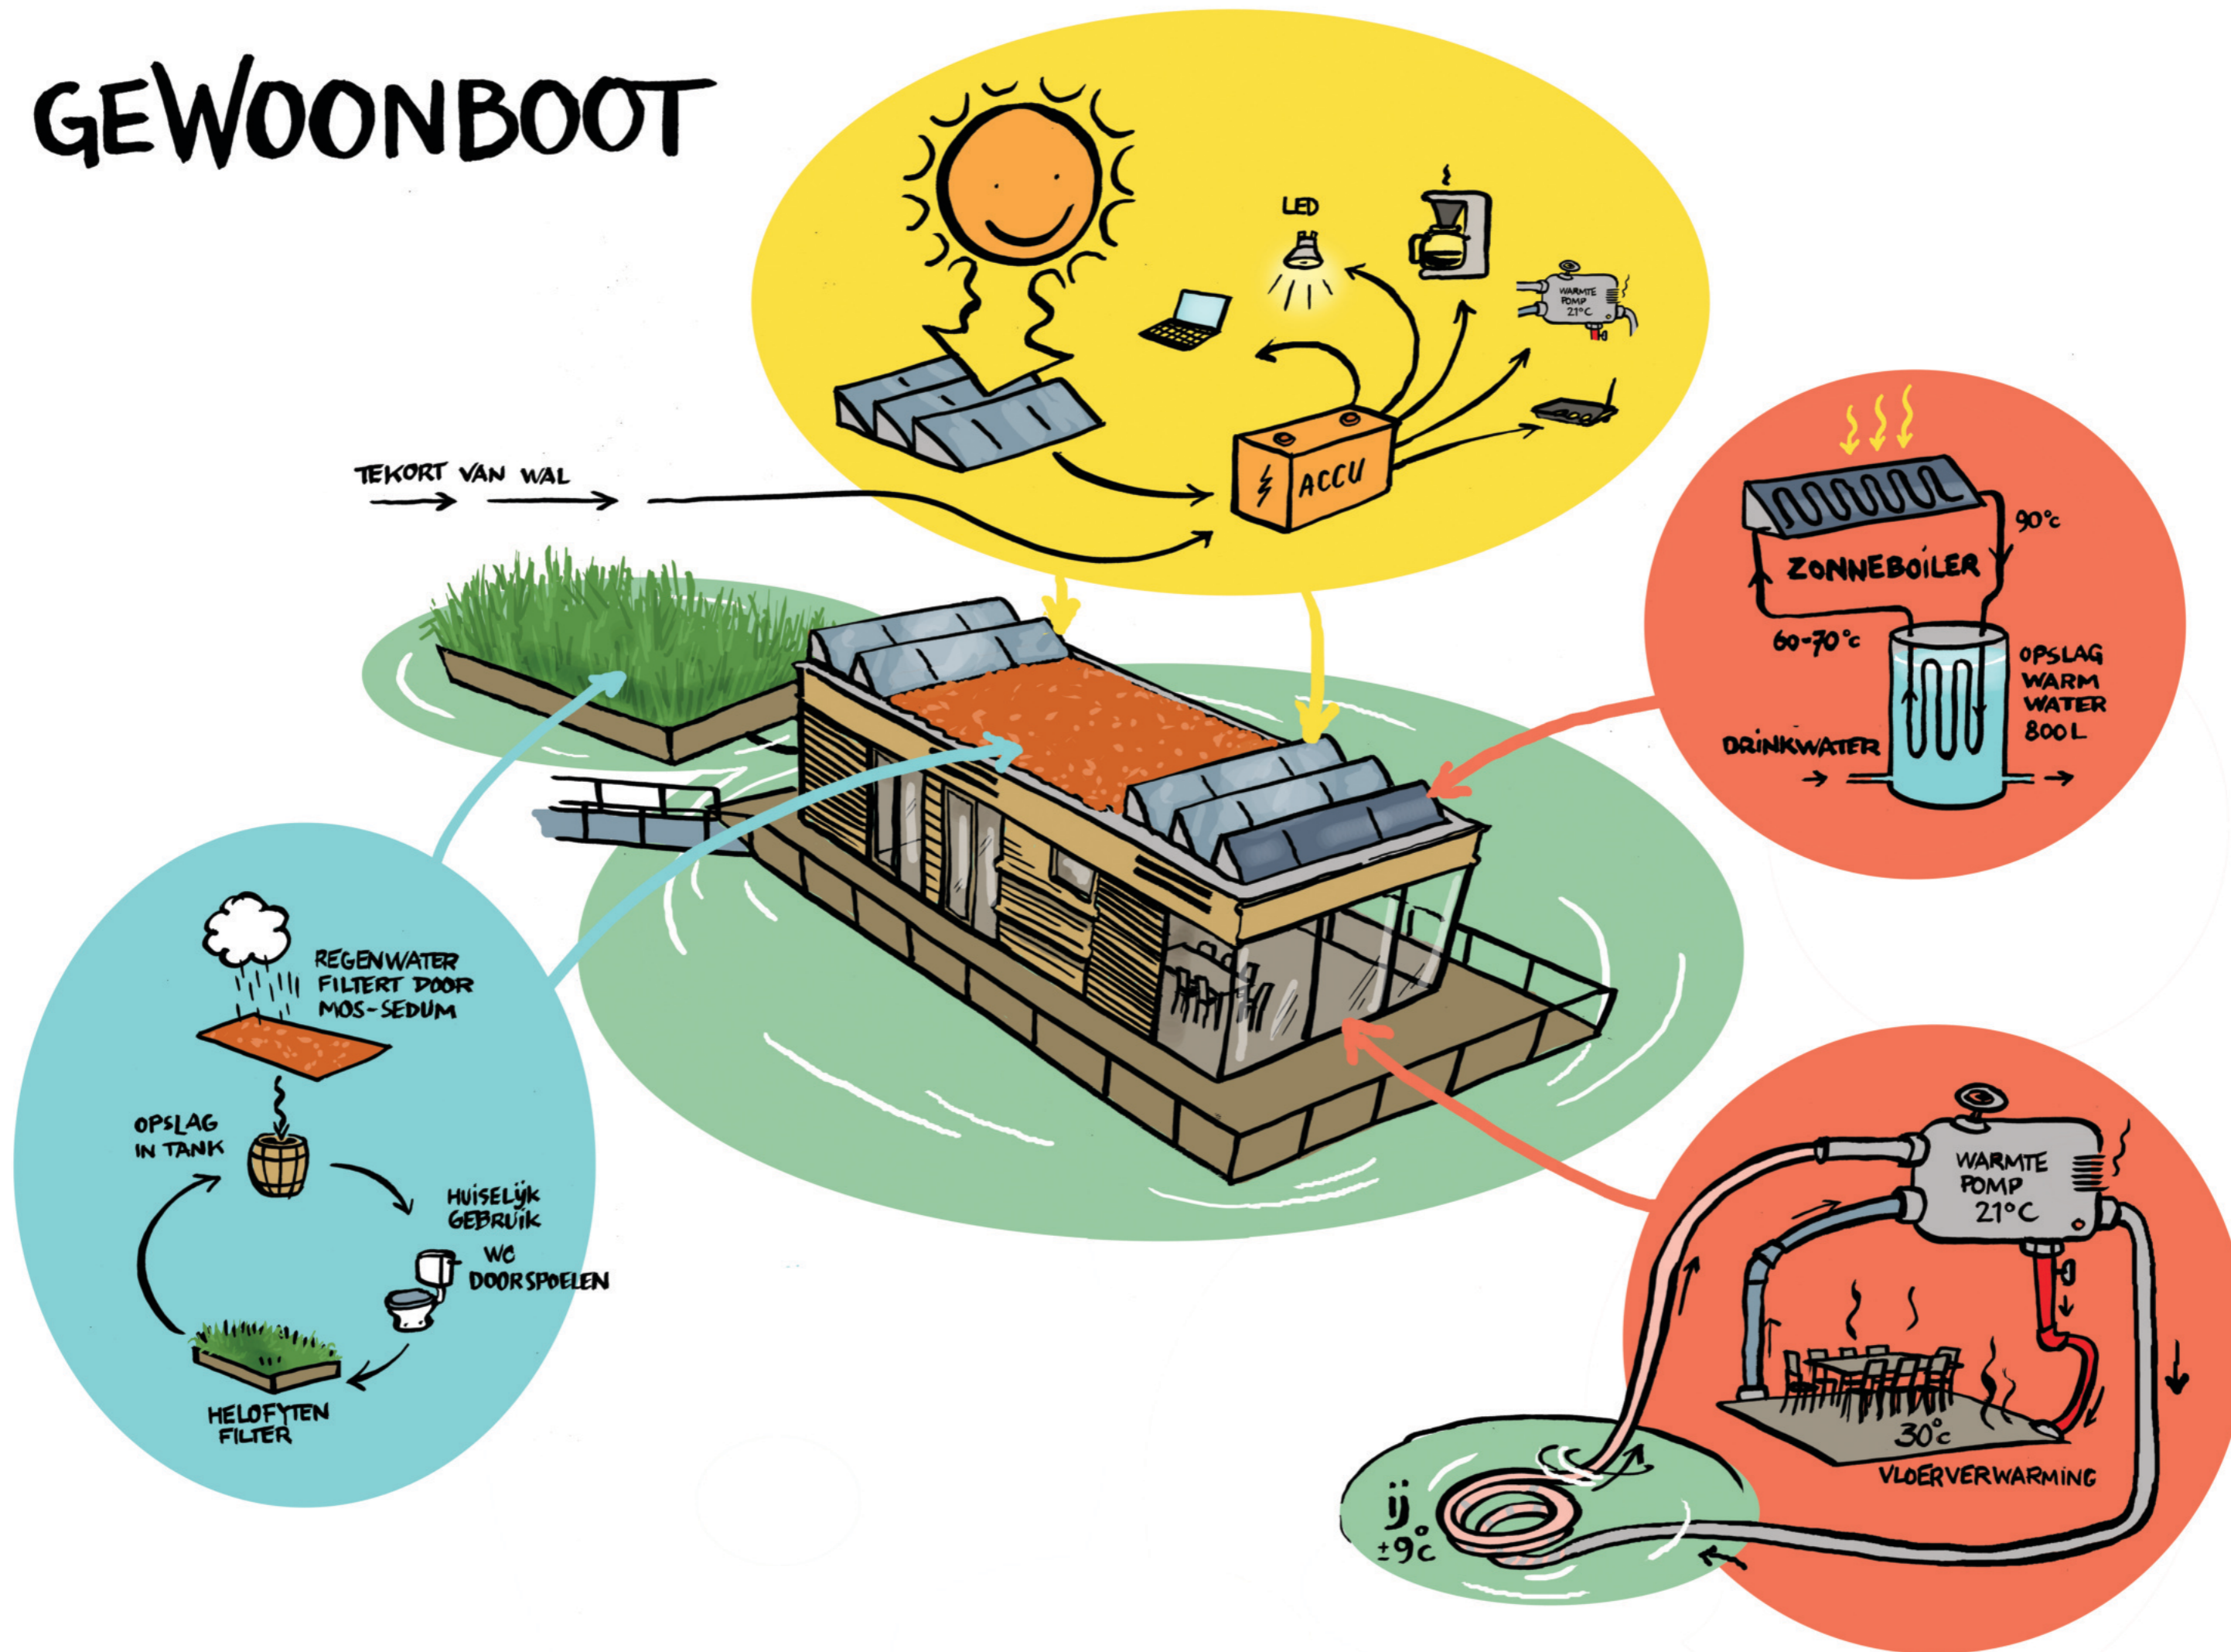 GEWOONBOOT
LED
WARMTE
POMP
21°C
TEKORT VAN WAL
ACCU
90°C
ZONNEBOILER
60-70°C
OPSLAG
WARM
WATER
800L
DRINKWATER
REGENWATER
FILTERT DOOR
MOS-SEDUM
OPSLAG
IN TANK
HUISELIJK
GEBRUIK
WC
DOORSPOELEN
HELOFYTEN
FILTER
WARMTE
POMP
21°C
30°C
VLOERVERWARMING
ij
±9°C